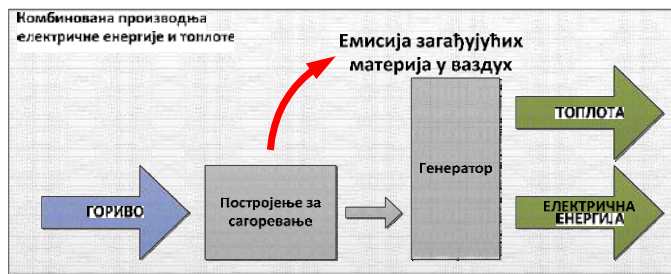 Комбинована производња
електричне енергије и топлоте
Емисија загађујућих
материја у ваздух
ТОПЛОТА
Генератор
ГОРИВО
Постројење за
сагоревање
ЕЛЕКТРИЧНА
ЕНЕРГИЈА